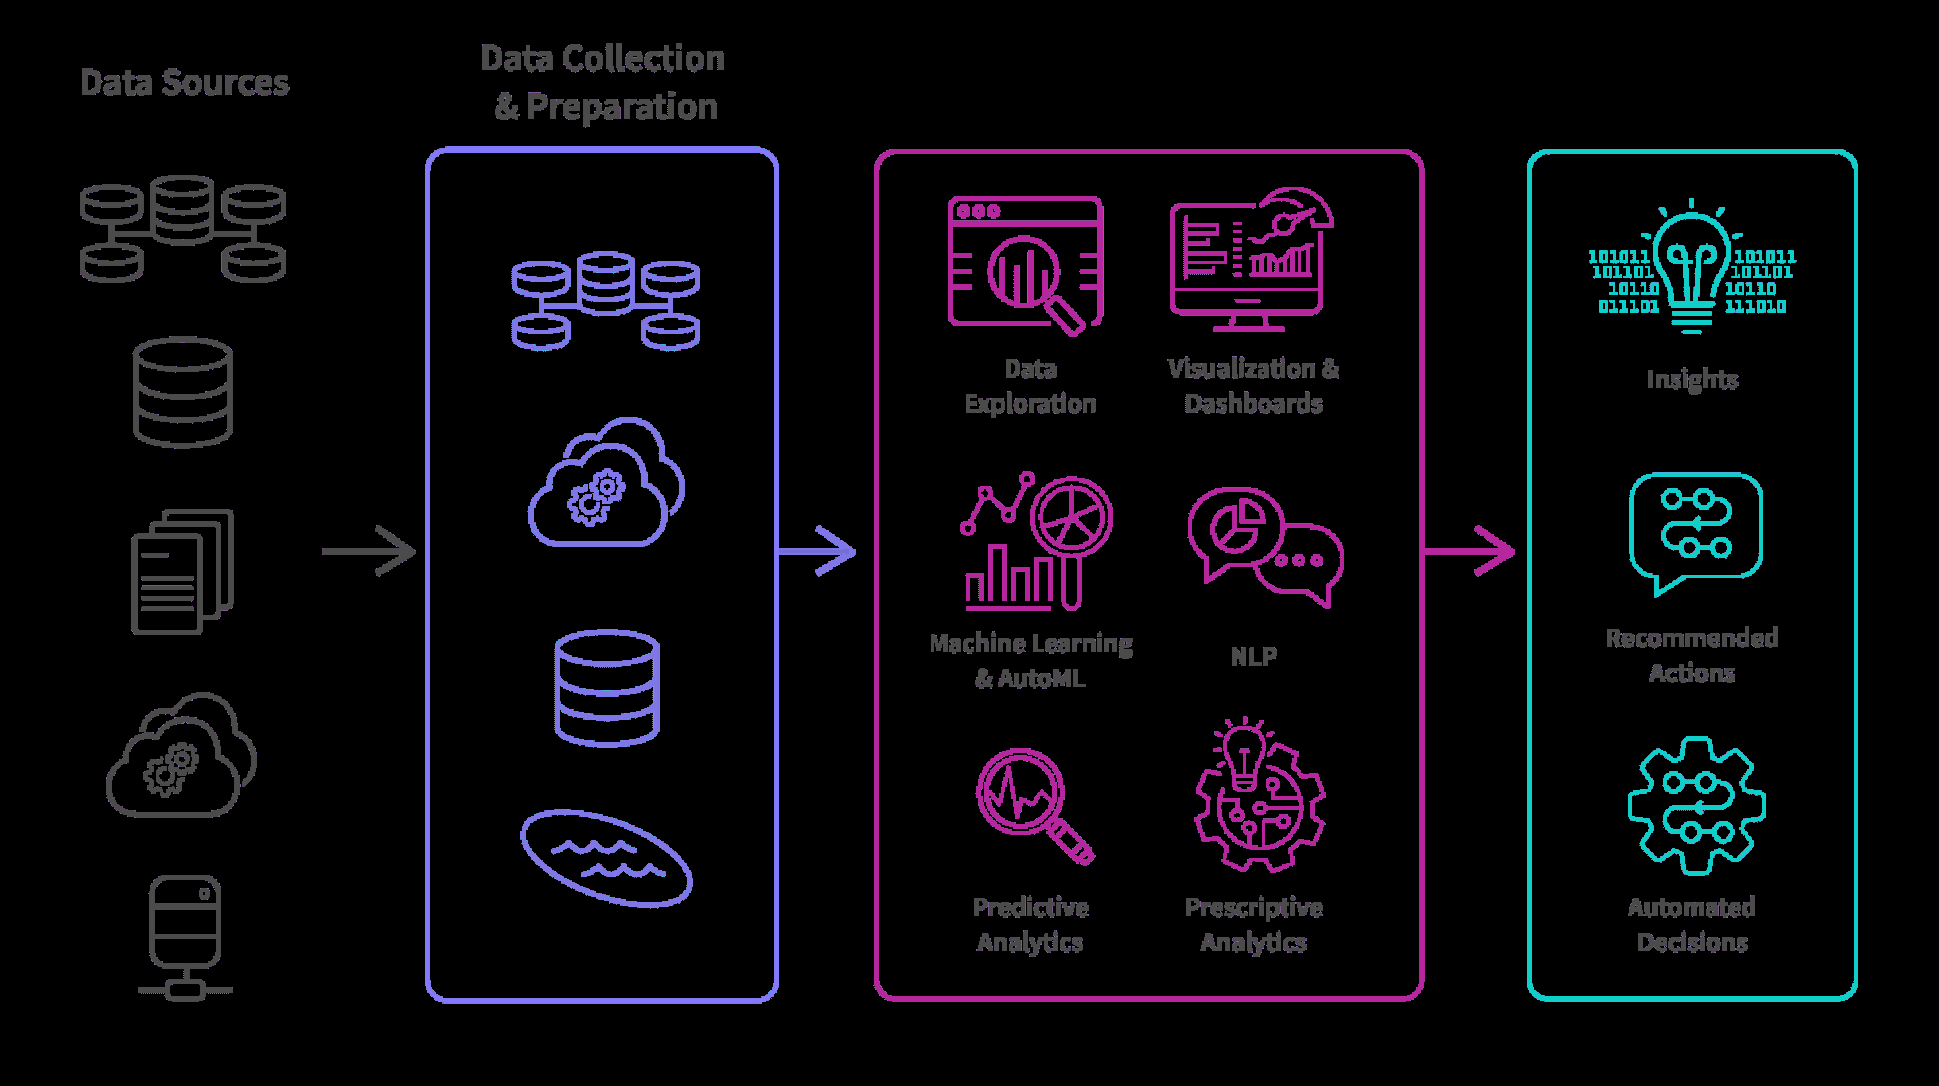 Data Sources
Data Collection
& Preparation
Data
Exploration
Visualization &
Dashboards
Machine Learning
& AutoML
NLP
Predictive
Analytics
Prescriptive
Analytics
101011
101011
101101
101101
10110
10110
011101
111010
Insights
Recommended
Actions
Automated
Decisions